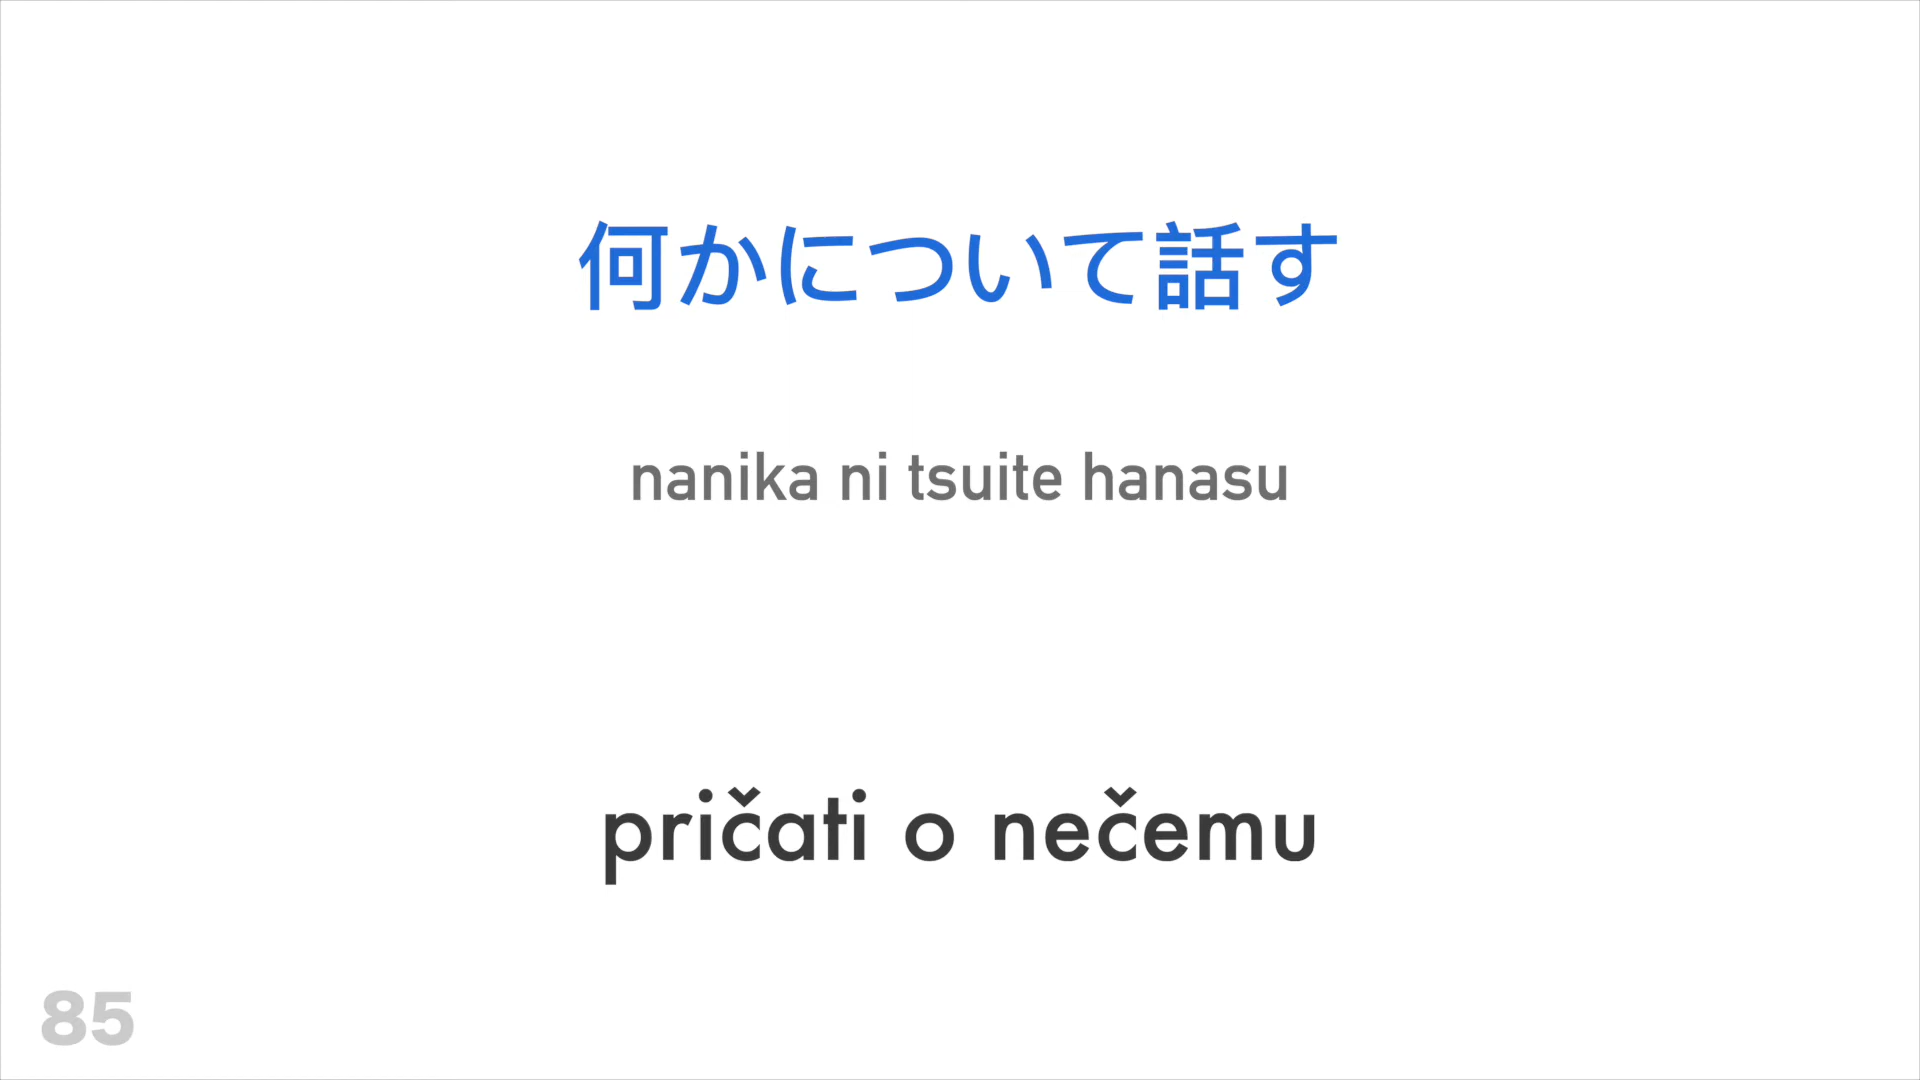 何かについて話す
nanika ni tsuite hanasu
pričati o nečemu
85